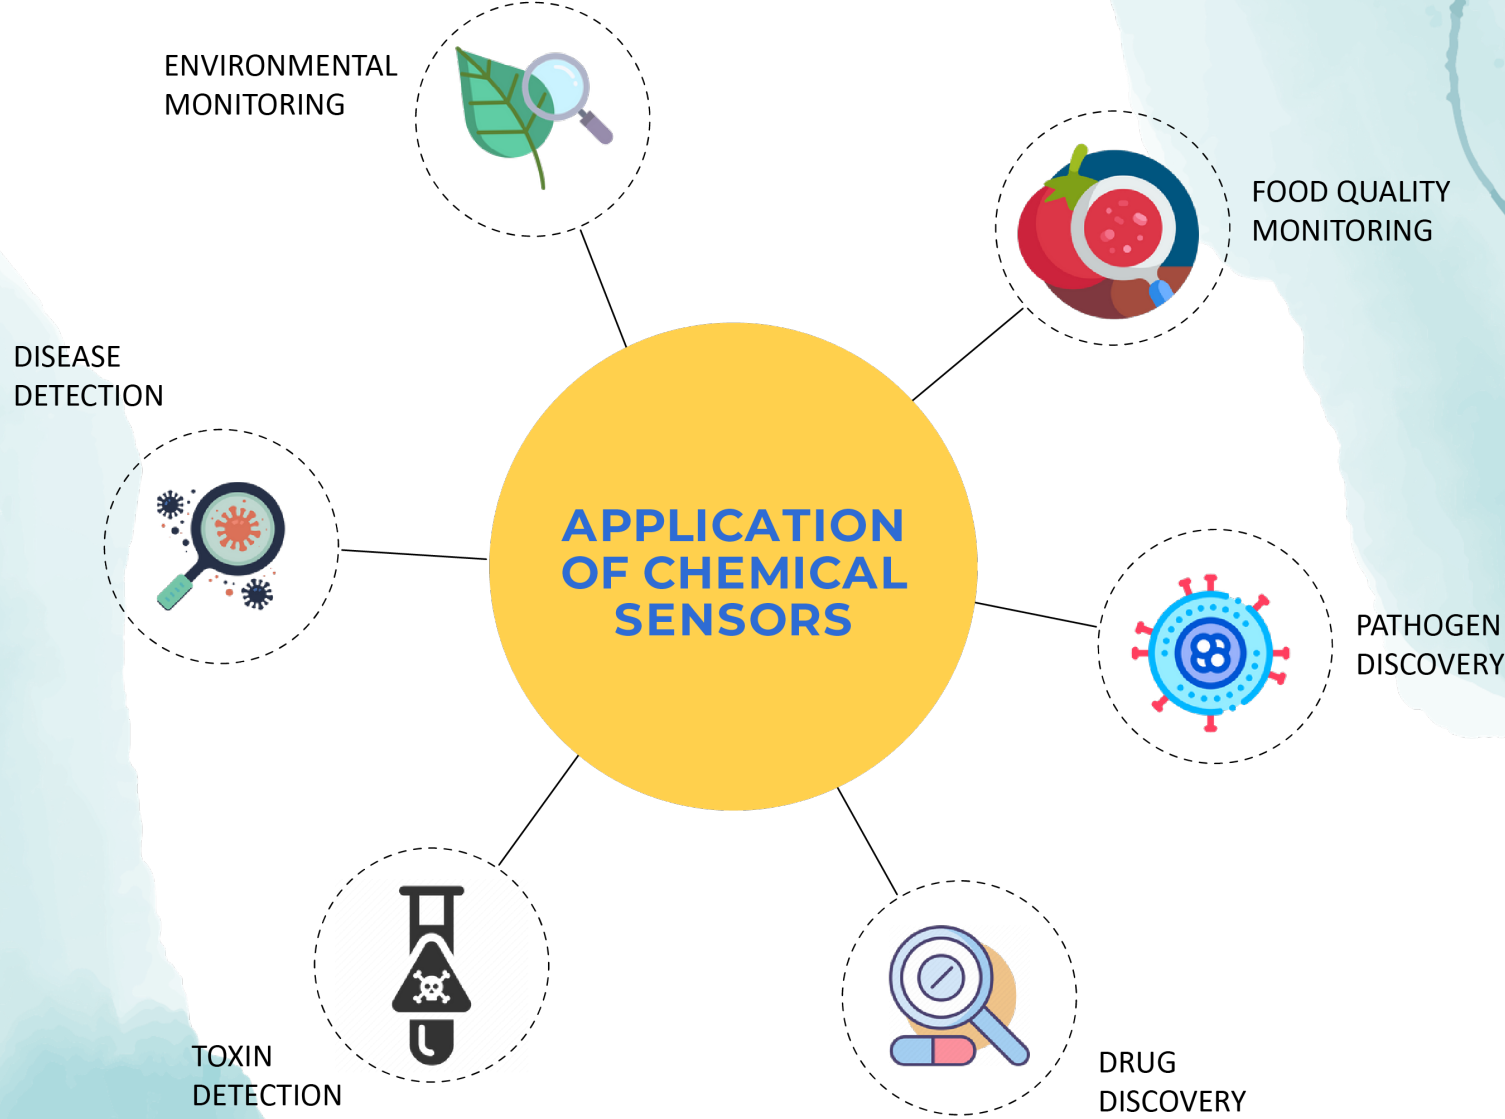 ENVIRONMENTAL
MONITORING
FOOD QUALITY
MONITORING
DISEASE
DETECTION
APPLICATION
OF CHEMICAL
SENSORS
PATHOGEN
DISCOVERY
TOXIN
DETECTION
DRUG
DISCOVERY